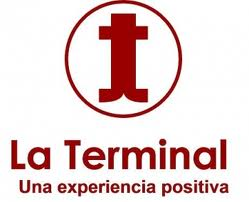 t
La Terminal
Una experiencia positiva